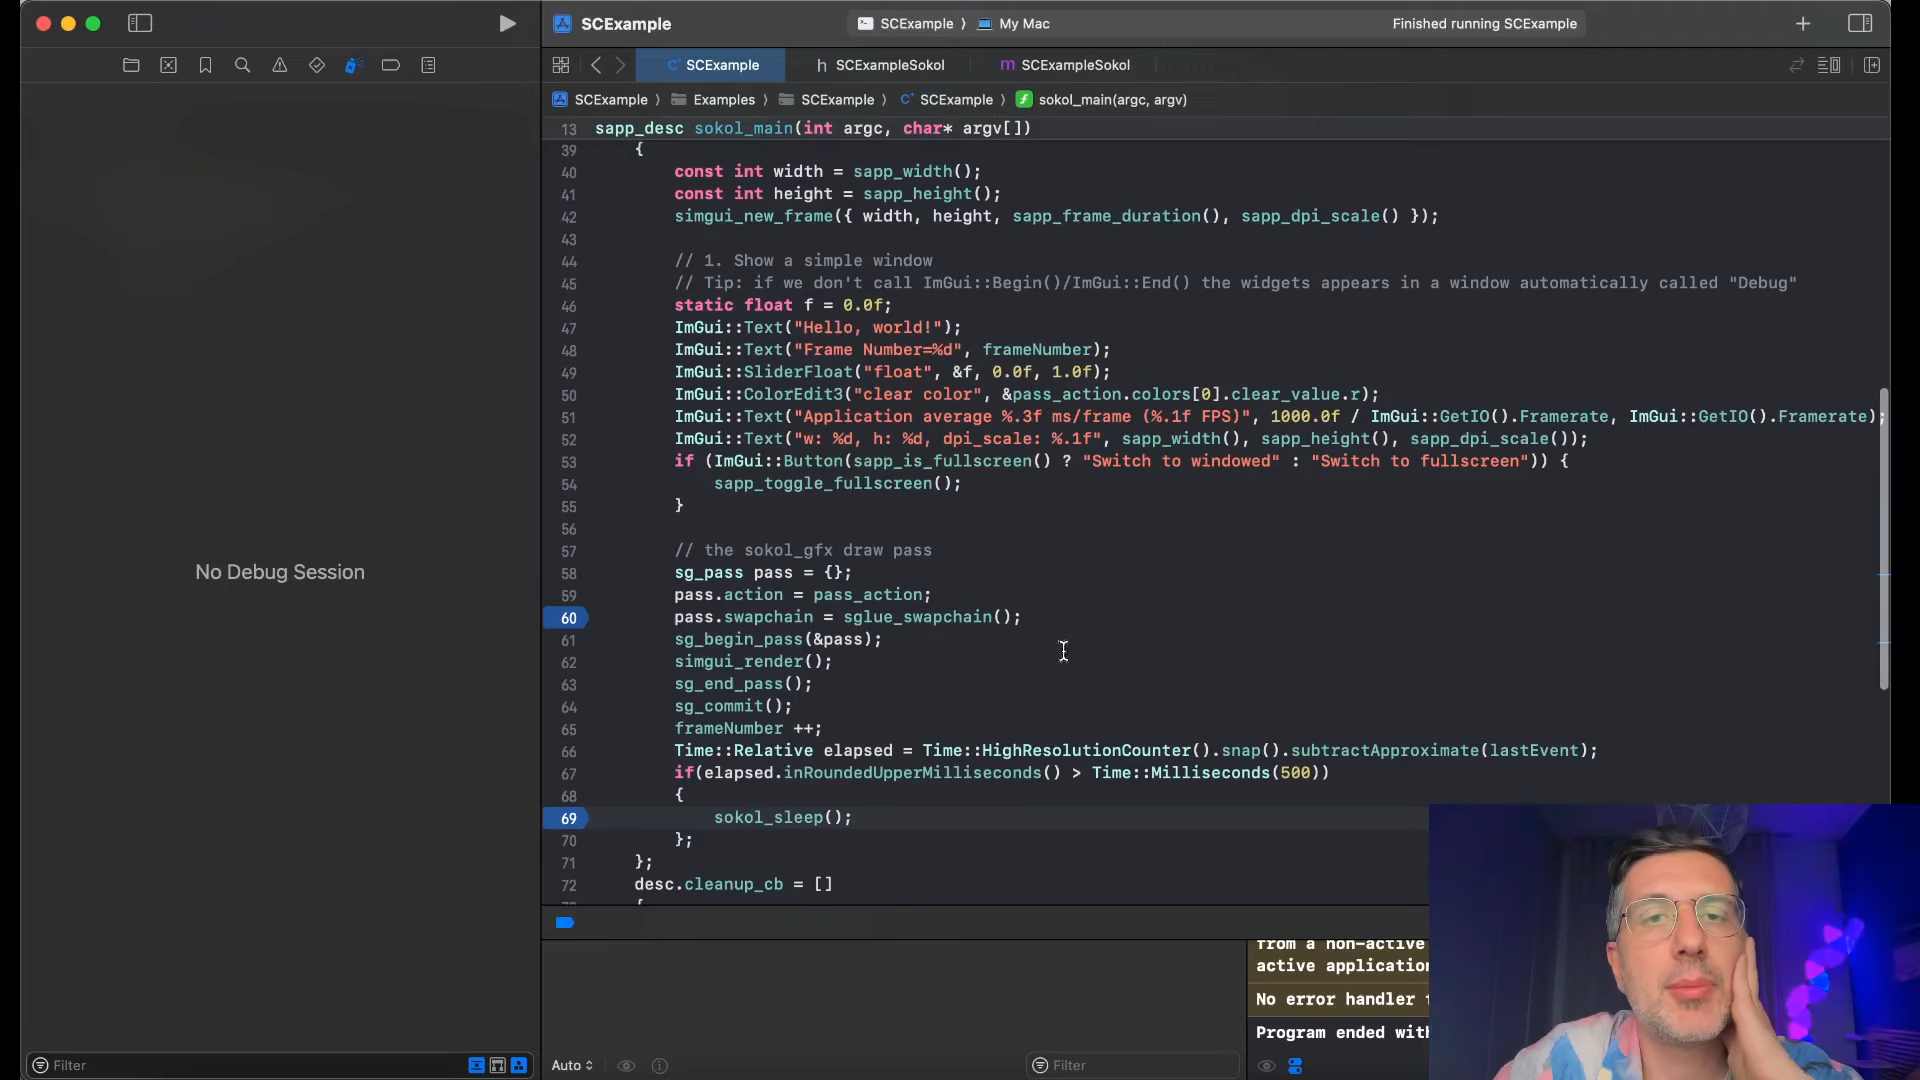 SCExample
SCExample 〉 My Mac
Finished running SCExample
SCExample
h SCExampleSokol
m SCExampleSokol
SCExample 〉 Examples 〉 SCExample 〉 SCExample 〉 sokol_main(argc, argv)
13 sapp_desc sokol_main(int argc, char* argv[])
39 {
40 const int width = sapp_width();
41 const int height = sapp_height();
42 simgui_new_frame({ width, height, sapp_frame_duration(), sapp_dpi_scale() });
43
44 // 1. Show a simple window
45 // Tip: if we don't call ImGui::Begin()/ImGui::End() the widgets appears in a window automatically called "Debug"
46 static float f = 0.0f;
47 ImGui::Text("Hello, world!");
48 ImGui::Text("Frame Number=%d", frameNumber);
49 ImGui::SliderFloat("float", &f, 0.0f, 1.0f);
50 ImGui::ColorEdit3("clear color", &pass_action.colors[0].clear_value.r);
51 ImGui::Text("Application average %.3f ms/frame (%.1f FPS)", 1000.0f / ImGui::GetIO().Framerate, ImGui::GetIO().Framerate);
52 ImGui::Text("w: %d, h: %d, dpi_scale: %.1f", sapp_width(), sapp_height(), sapp_dpi_scale());
53 if (ImGui::Button(sapp_is_fullscreen() ? "Switch to windowed" : "Switch to fullscreen")) {
54 sapp_toggle_fullscreen();
55 }
56
57 // the sokol_gfx draw pass
58 sg_pass pass = {};
59 pass.action = pass_action;
60 pass.swapchain = sglue_swapchain();
61 sg_begin_pass(&pass);
62 simgui_render();
63 sg_end_pass();
64 sg_commit();
65 frameNumber ++;
66 Time::Relative elapsed = Time::HighResolutionCounter().snap().subtractApproximate(lastEvent);
67 if(elapsed.inRoundedUpperMilliseconds() > Time::Milliseconds(500))
68 {
69 sokol_sleep();
70 };
71 };
72 desc.cleanup_cb = []
No Debug Session
from a non-active
active application
No error handler
Program ended with
Filter
Auto
Filter